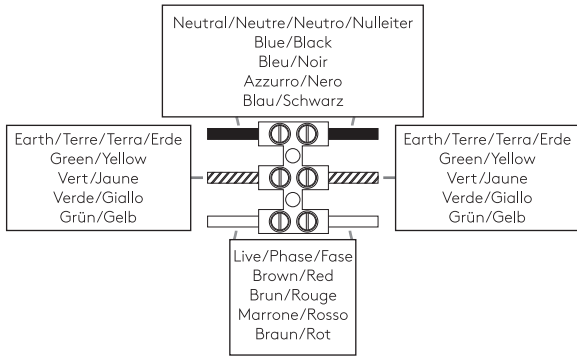 Neutral/Neutre/Neutro/Nulleiter
Blue/Black
Bleu/Noir
Azzurro/Nero
Blau/Schwarz
Earth/Terre/Terra/Erde
Green/Yellow
Vert/Jaune
Verde/Giallo
Grün/Gelb
Earth/Terre/Terra/Erde
Green/Yellow
Vert/Jaune
Verde/Giallo
Grün/Gelb
Live/Phase/Fase
Brown/Red
Brun/Rouge
Marrone/Rosso
Braun/Rot